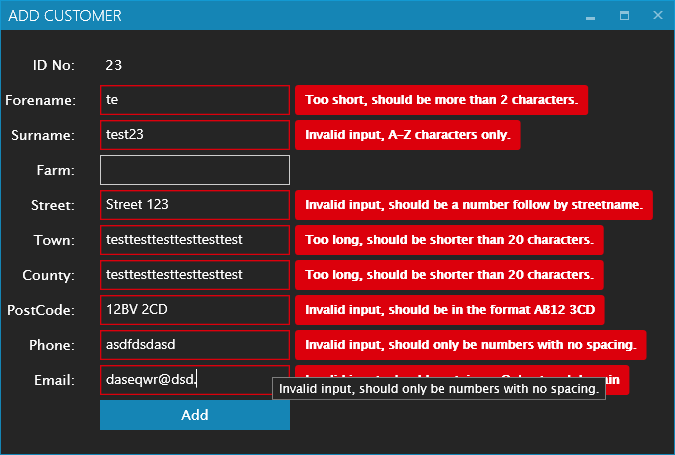 ADD CUSTOMER
ID No: 23
Forename: te Too short, should be more than 2 characters.
Surname: test23 Invalid input, A-Z characters only.
Farm:
Street: Street 123 Invalid input, should be a number follow by streetname.
Town: testtesttesttesttesttest Too long, should be shorter than 20 characters.
County: testtesttesttesttesttest Too long, should be shorter than 20 characters.
PostCode: 12BV 2CD Invalid input, should be in the format AB12 3CD
Phone: asdfdsdasd Invalid input, should only be numbers with no spacing.
Email: daseqwr@dsd.
Invalid input, should only be numbers with no spacing.
Add